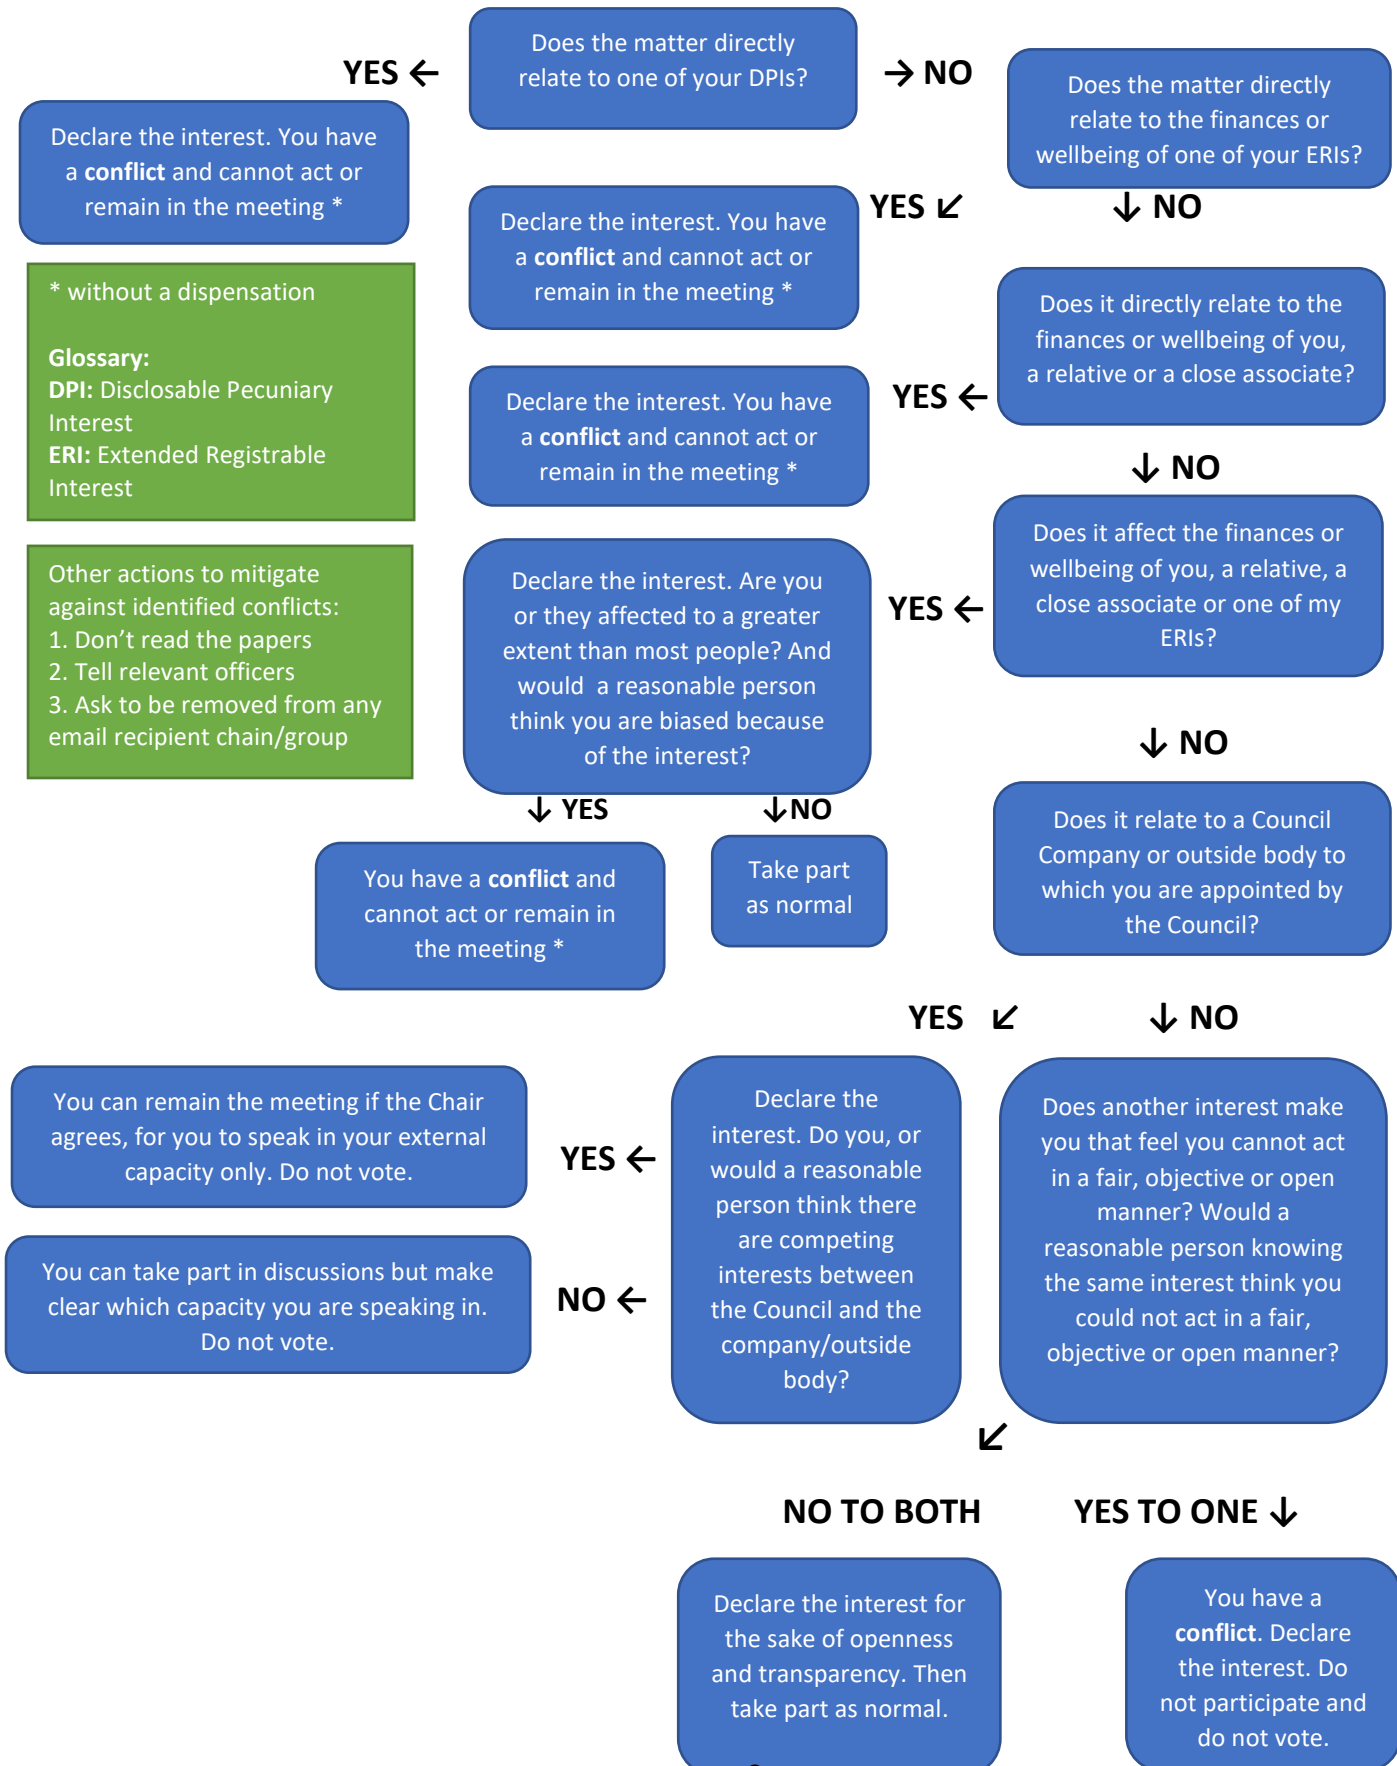 Does the matter directly
relate to one of your DPIs?
YES ←
→ NO
Does the matter directly
relate to the finances or
wellbeing of one of your ERIs?
Declare the interest. You have
a conflict and cannot act or
remain in the meeting *
YES ↙
↓ NO
Declare the interest. You have
a conflict and cannot act or
remain in the meeting *
* without a dispensation
Glossary:
DPI: Disclosable Pecuniary
Interest
ERI: Extended Registrable
Interest
Does it directly relate to the
finances or wellbeing of you,
a relative or a close associate?
YES ←
Declare the interest. You have
a conflict and cannot act or
remain in the meeting *
↓ NO
Does it affect the finances or
wellbeing of you, a relative, a
close associate or one of my
ERIs?
YES ←
Declare the interest. Are you
or they affected to a greater
extent than most people? And
would a reasonable person
think you are biased because
of the interest?
Other actions to mitigate
against identified conflicts:
1. Don’t read the papers
2. Tell relevant officers
3. Ask to be removed from any
email recipient chain/group
↓ NO
↓ YES
↓NO
You have a conflict and
cannot act or remain in
the meeting *
Take part
as normal
Does it relate to a Council
Company or outside body to
which you are appointed by
the Council?
YES ↙
↓ NO
Declare the
interest. Do you, or
would a reasonable
person think there
are competing
interests between
the Council and the
company/outside
body?
Does another interest make
you that feel you cannot act
in a fair, objective or open
manner? Would a
reasonable person knowing
the same interest think you
could not act in a fair,
objective or open manner?
YES ←
You can remain the meeting if the Chair
agrees, for you to speak in your external
capacity only. Do not vote.
NO ←
You can take part in discussions but make
clear which capacity you are speaking in.
Do not vote.
↙
NO TO BOTH
YES TO ONE ↓
Declare the interest for
the sake of openness
and transparency. Then
take part as normal.
You have a
conflict. Declare
the interest. Do
not participate and
do not vote.